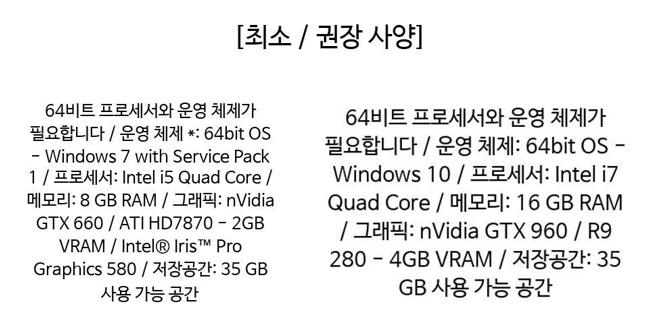 [최소 / 권장 사양]
64비트 프로세서와 운영 체제가
필요합니다 / 운영 체제 *: 64bit OS
– Windows 7 with Service Pack
1 / 프로세서: Intel i5 Quad Core /
메모리: 8 GB RAM / 그래픽: nVidia
GTX 660 / ATI HD7870 – 2GB
VRAM / Intel® Iris™ Pro
Graphics 580 / 저장공간: 35 GB
사용 가능 공간
64비트 프로세서와 운영 체제가
필요합니다 / 운영 체제: 64bit OS –
Windows 10 / 프로세서: Intel i7
Quad Core / 메모리: 16 GB RAM
/ 그래픽: nVidia GTX 960 / R9
280 – 4GB VRAM / 저장공간: 35
GB 사용 가능 공간